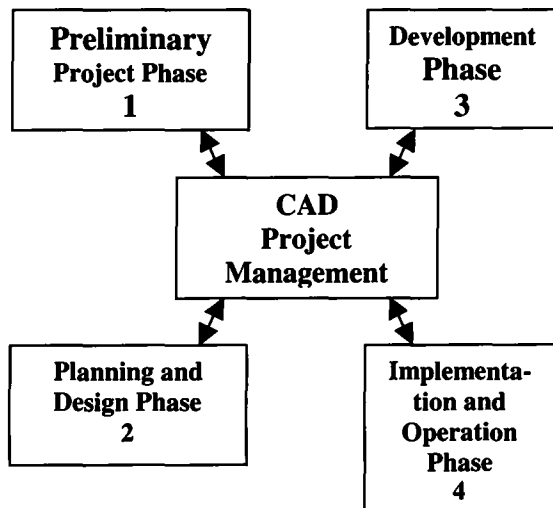 Preliminary
Project Phase
1
Development
Phase
3
CAD
Project
Management
Planning and
Design Phase
2
Implementa-
tion and
Operation
Phase
4